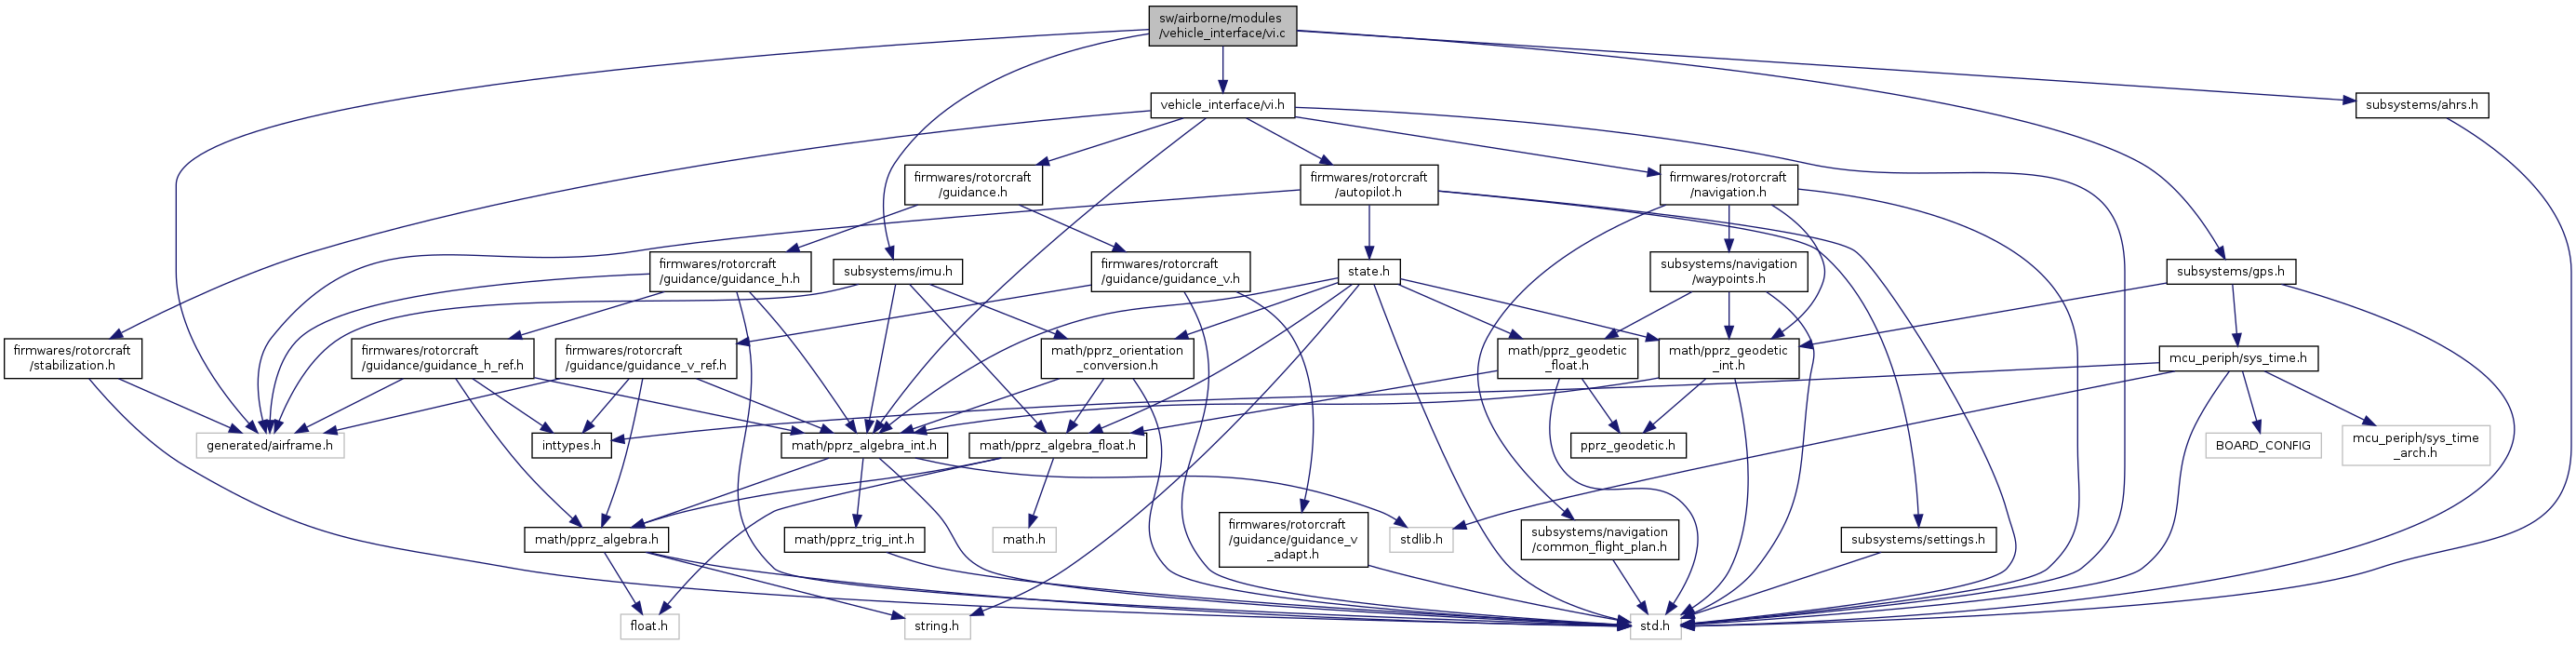 sw/airborne/modules
/vehicle_interface/vi.c
vehicle_interface/vi.h
subsystems/ahrs.h
firmwares/rotorcraft
/guidance.h
firmwares/rotorcraft
/autopilot.h
firmwares/rotorcraft
/navigation.h
firmwares/rotorcraft
/guidance/guidance_h.h
subsystems/imu.h
firmwares/rotorcraft
/guidance/guidance_v.h
state.h
subsystems/navigation
/waypoints.h
subsystems/gps.h
firmwares/rotorcraft
/stabilization.h
firmwares/rotorcraft
/guidance/guidance_h_ref.h
firmwares/rotorcraft
/guidance/guidance_v_ref.h
math/pprz_orientation
_conversion.h
math/pprz_geodetic
_float.h
math/pprz_geodetic
_int.h
mcu_periph/sys_time.h
generated/airframe.h
inttypes.h
math/pprz_algebra_int.h
math/pprz_algebra_float.h
pprz_geodetic.h
BOARD_CONFIG
mcu_periph/sys_time
_arch.h
math/pprz_algebra.h
math/pprz_trig_int.h
math.h
firmwares/rotorcraft
/guidance/guidance_v
_adapt.h
stdlib.h
subsystems/navigation
/common_flight_plan.h
subsystems/settings.h
float.h
string.h
std.h